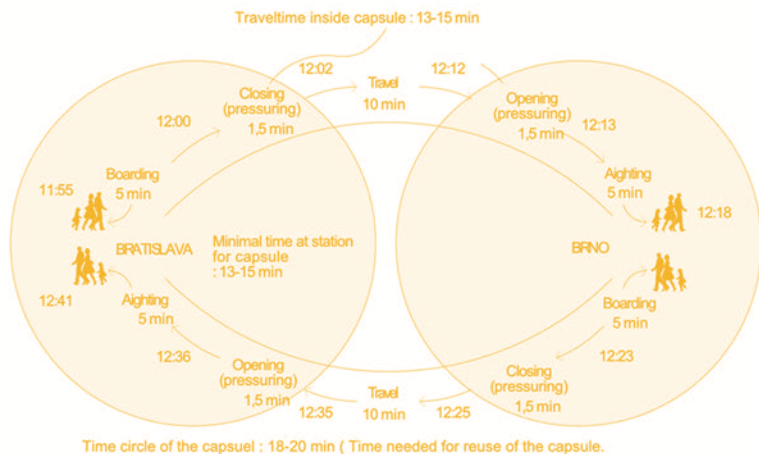 Traveltime inside capsule : 13-15 min
12:02
Travel
10 min
12:12
Closing
(pressuring)
1,5 min
Opening
(pressuring)
1,5 min
12:00
12:13
Boarding
5 min
Aighting
5 min
11:55
12:18
BRATISLAVA
Minimal time at station
for capsule
: 13-15 min
BRNO
12:41
Aighting
5 min
Boarding
5 min
12:36
12:23
Opening
(pressuring)
1,5 min
Closing
(pressuring)
1,5 min
12:35
Travel
10 min
12:25
Time circle of the capsuel : 18-20 min ( Time needed for reuse of the capsule.